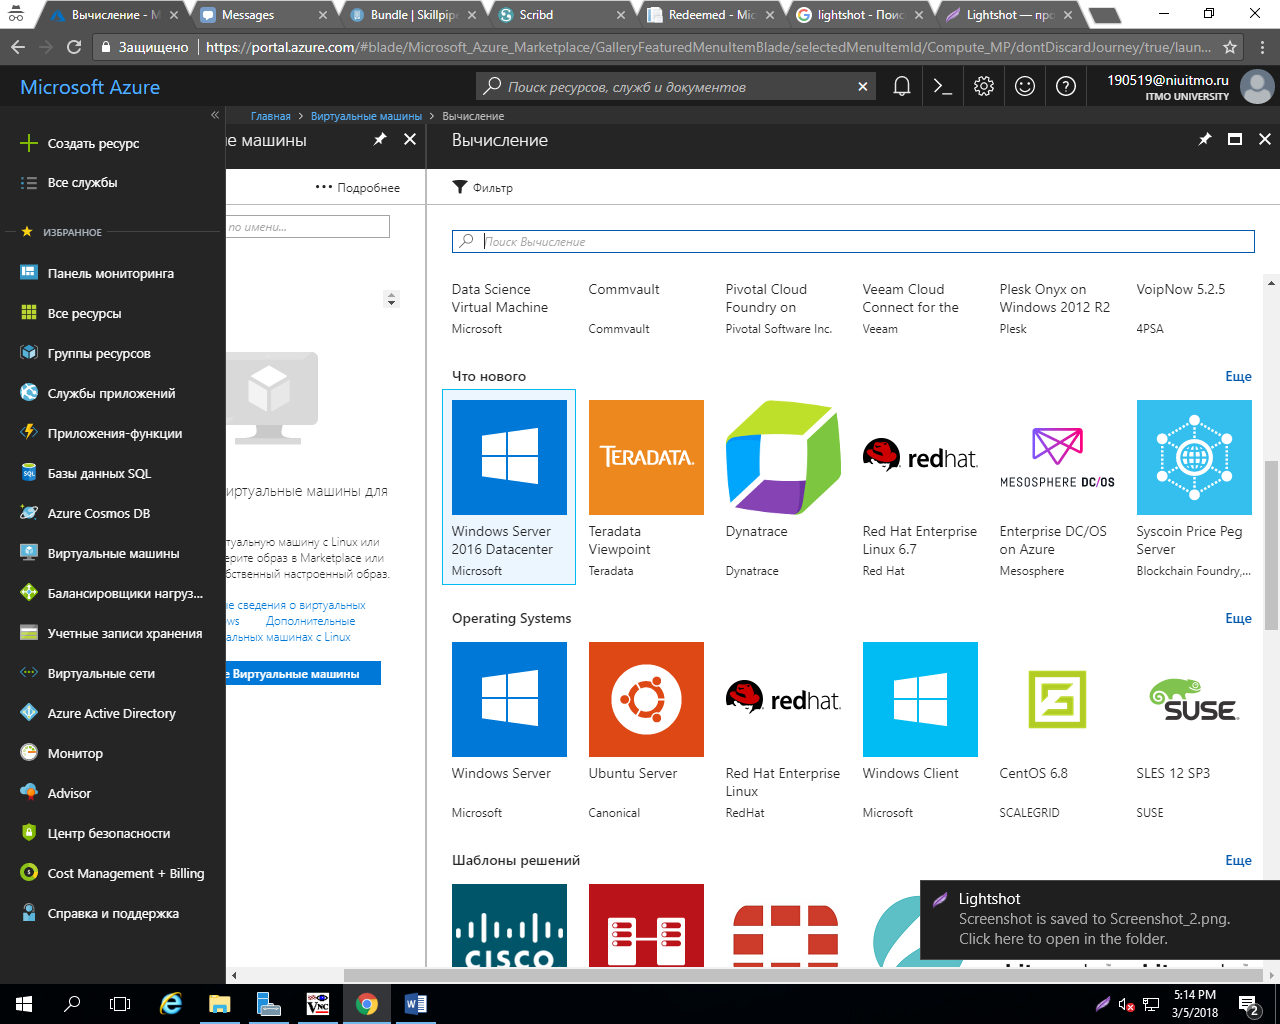 Вычисление - М
Messages
Bundle | Skillpip
Scribd
Redeemed - Mic
lightshot - Поис
Lightshot — про
Защищено
https://portal.azure.com/#blade/Microsoft_Azure_Marketplace/GalleryFeaturedMenuItemBlade/selectedMenuItemId/Compute_MP/dontDiscardJourney/true/laun...
Microsoft Azure
Поиск ресурсов, служб и документов
190519@niuitmo.ru
ITMO UNIVERSITY
Главная > Виртуальные машины > Вычисление
Создать ресурс
Все службы
ИЗБРАННОЕ
Панель мониторинга
Все ресурсы
Группы ресурсов
Службы приложений
Приложения-функции
Базы данных SQL
Azure Cosmos DB
Виртуальные машины
Балансировщики нагруз...
Учетные записи хранения
Виртуальные сети
Azure Active Directory
Монитор
Advisor
Центр безопасности
Cost Management + Billing
Справка и поддержка
е машины
Подробнее
по имени...
иртуальные машины для
туальную машину с Linux или
ерите образ в Marketplace или
бственный настроенный образ.
ые сведения о виртуальных
ows Дополнительные
альных машинах с Linux
е Виртуальные машины
Вычисление
Фильтр
Поиск Вычисление
Data Science
Virtual Machine
Microsoft
Commvault
Commvault
Pivotal Cloud
Foundry on
Pivotal Software Inc.
Veeam Cloud
Connect for the
Veeam
Plesk Onyx on
Windows 2012 R2
Plesk
VoipNow 5.2.5
4PSA
Что нового
Еще
Windows Server
2016 Datacenter
Microsoft
TERADATA.
Teradata
Viewpoint
Teradata
Dynatrace
Dynatrace
redhat.
Red Hat Enterprise
Linux 6.7
Red Hat
MESOSPHERE DC/OS
Enterprise DC/OS
on Azure
Mesosphere
Syscoin Price Peg
Server
Blockchain Foundry,...
Operating Systems
Еще
Windows Server
Microsoft
Ubuntu Server
Canonical
redhat.
Red Hat Enterprise
Linux
RedHat
Windows Client
Microsoft
CentOS 6.8
SCALEGRID
SUSE
SLES 12 SP3
SUSE
Шаблоны решений
Еще
CISCO
Lightshot
Screenshot is saved to Screenshot_2.png.
Click here to open in the folder.
VNC
5:14 PM
3/5/2018
2